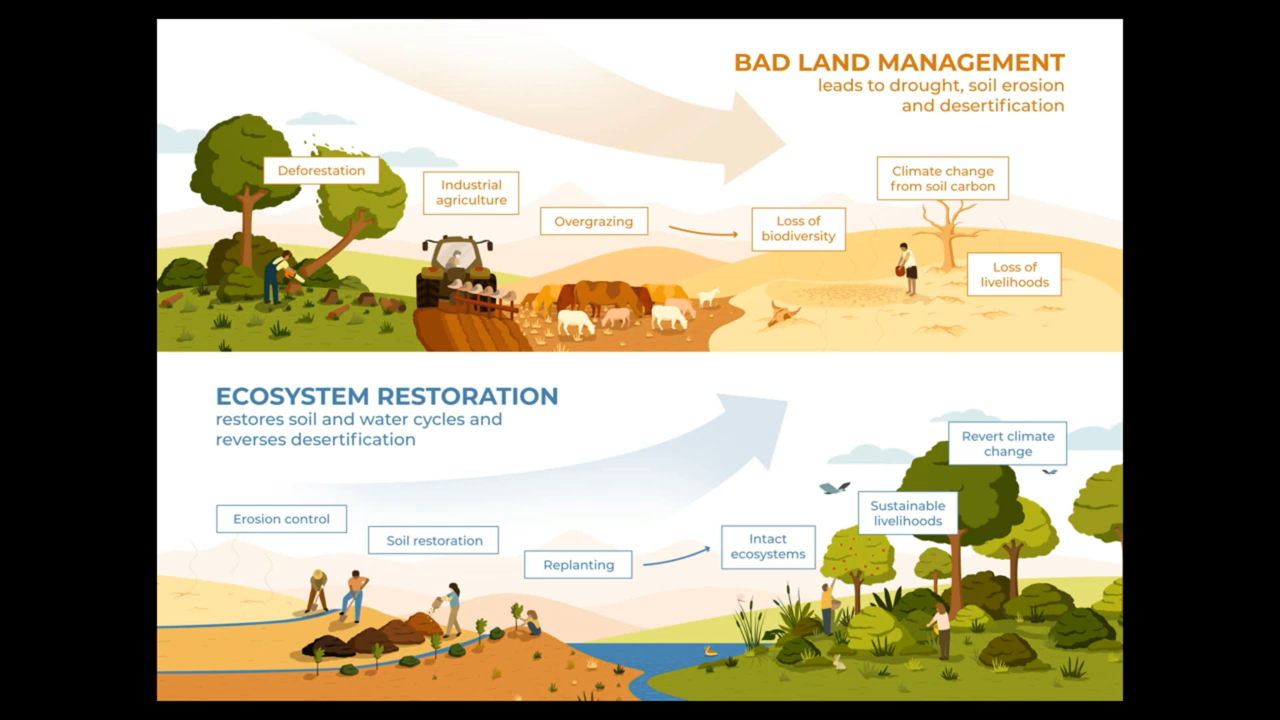 BAD LAND MANAGEMENT
leads to drought, soil erosion
and desertification
Deforestation
Industrial
agriculture
Overgrazing
Loss of
biodiversity
Climate change
from soil carbon
Loss of
livelihoods
ECOSYSTEM RESTORATION
restores soil and water cycles and
reverses desertification
Erosion control
Soil restoration
Replanting
Intact
ecosystems
Sustainable
livelihoods
Revert climate
change